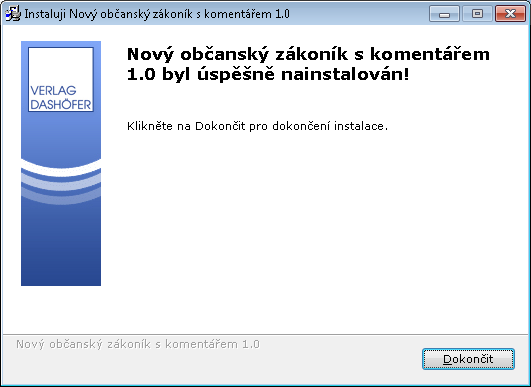 Instaluji Nový občanský zákoník s komentářem 1.0
VERLAG
DASHÖFER
Nový občanský zákoník s komentářem
1.0 byl úspěšně nainstalován!
Klikněte na Dokončit pro dokončení instalace.
Nový občanský zákoník s komentářem 1.0
Dokončit